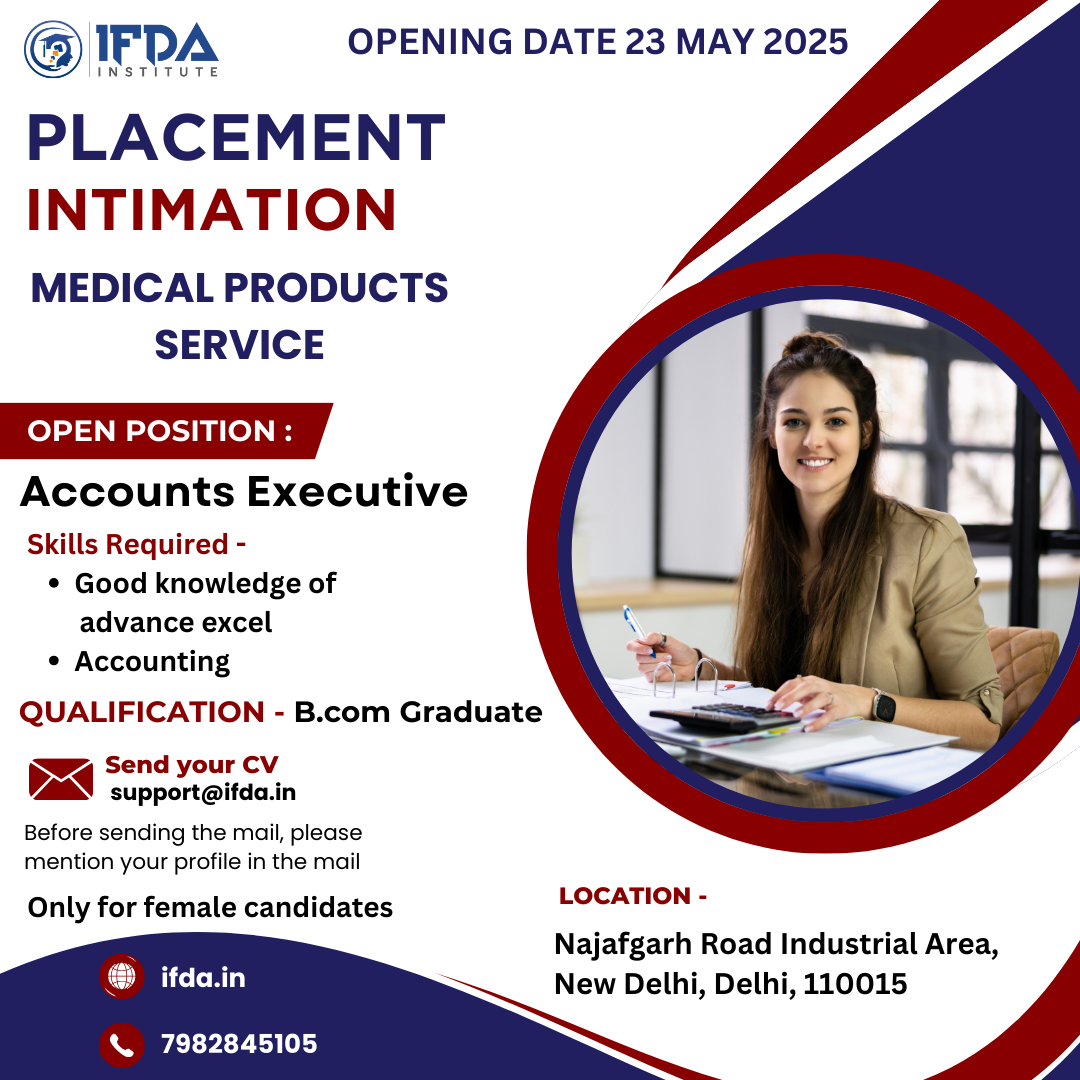 IFDA
INSTITUTE
OPENING DATE 23 MAY 2025
PLACEMENT
INTIMATION
MEDICAL PRODUCTS
SERVICE
OPEN POSITION :
Accounts Executive
Skills Required -
• Good knowledge of
advance excel
• Accounting
QUALIFICATION - B.com Graduate
Send your CV
support@ifda.in
Before sending the mail, please
mention your profile in the mail
Only for female candidates
ifda.in
7982845105
LOCATION -
Najafgarh Road Industrial Area,
New Delhi, Delhi, 110015